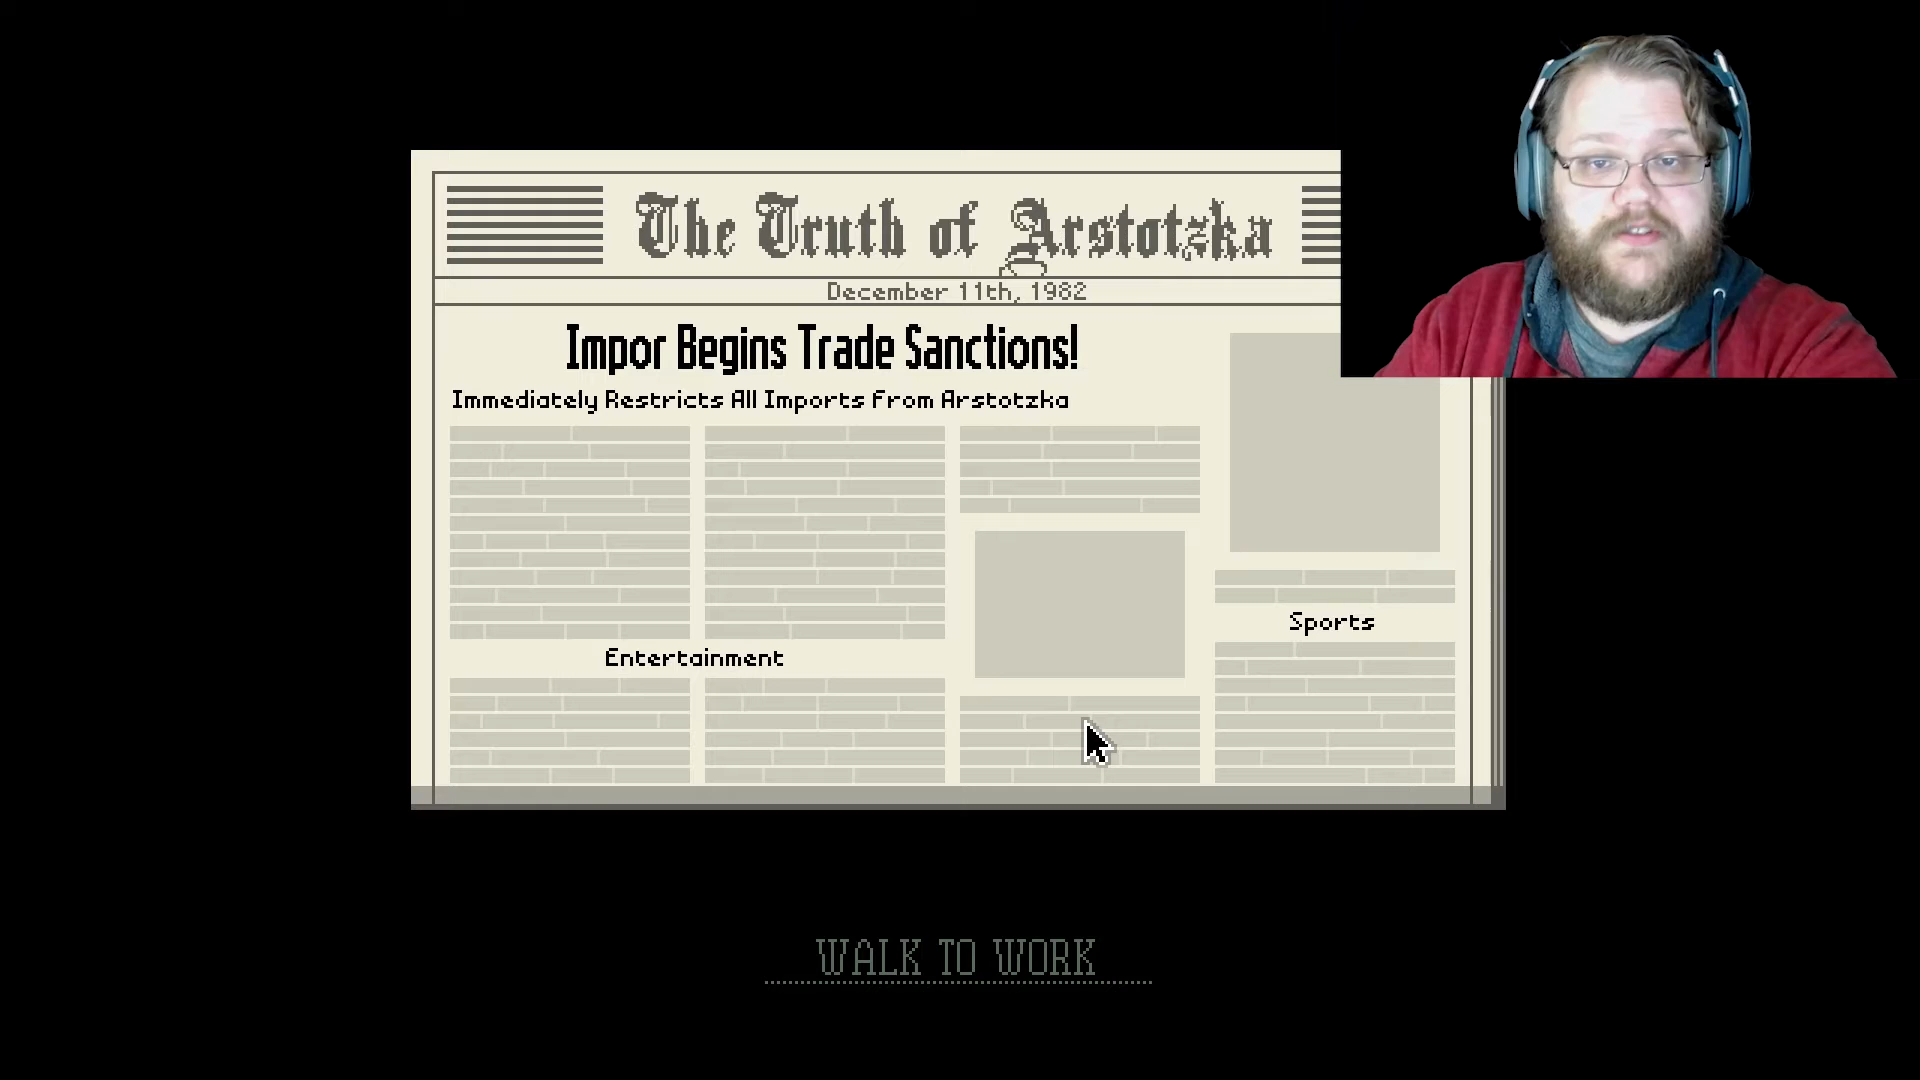 The Truth of Arstotzka
December 11th, 1982
Impor Begins Trade Sanctions!
Immediately Restricts All Imports From Arstotzka
Entertainment
Sports
WALK TO WORK